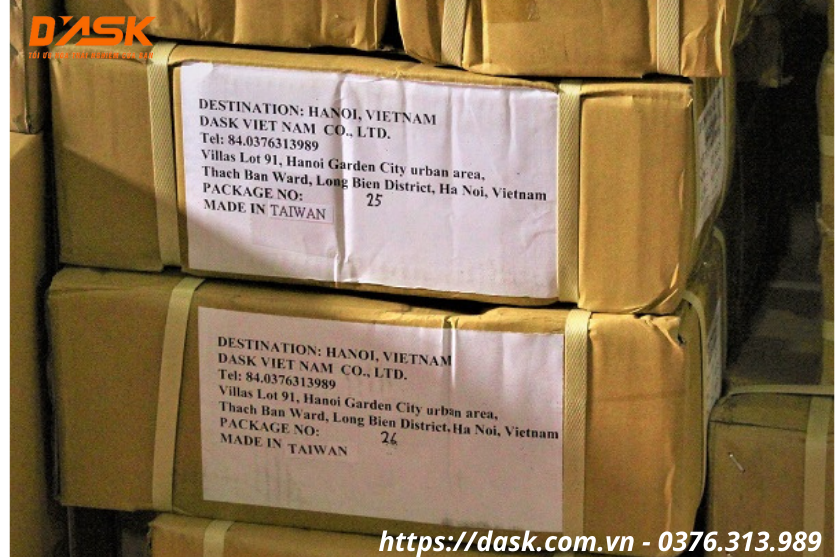 DASK
DESTINATION: HANOI, VIETNAM
DASK VIET NAM CO., LTD.
Tel: 84.0376313989
Villas Lot 91, Hanoi Garden City urban area,
Thach Ban Ward, Long Bien District, Ha Noi, Vietnam
PACKAGE NO: 25
MADE IN TAIWAN
DESTINATION: HANOI, VIETNAM
DASK VIET NAM CO., LTD.
Tel: 84.0376313989
Villas Lot 91, Hanoi Garden City urban area,
Thach Ban Ward, Long Bien District, Ha Noi, Vietnam
PACKAGE NO: 26
MADE IN TAIWAN
https://dask.com.vn - 0376.313.989